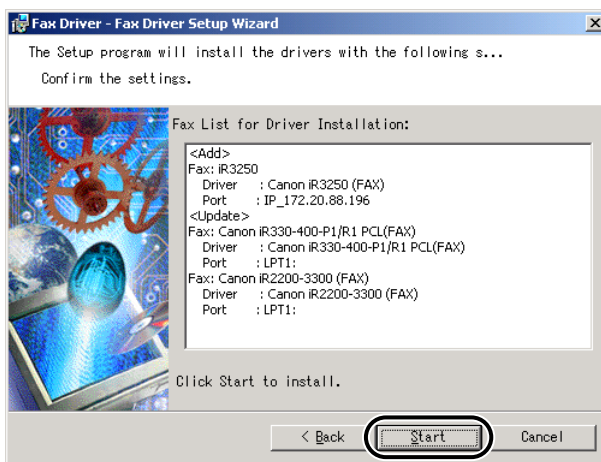 Fax Driver - Fax Driver Setup Wizard
The Setup program will install the drivers with the following s...
Confirm the settings.
Fax List for Driver Installation:
<Add>
Fax: iR3250
Driver : Canon iR3250 (FAX)
Port : IP_172.20.88.196
<Update>
Fax: Canon iR330-400-P1/R1 PCL(FAX)
Driver : Canon iR330-400-P1/R1 PCL(FAX)
Port : LPT1:
Fax: Canon iR2200-3300 (FAX)
Driver : Canon iR2200-3300 (FAX)
Port : LPT1:
Click Start to install.
< Back Start Cancel